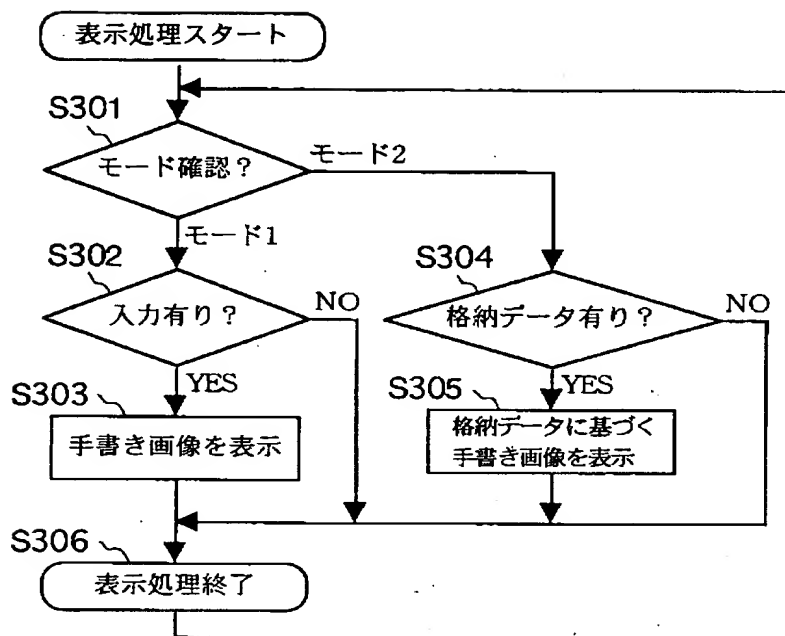 表示処理スタート
S301
モード確認?
モード2
モード1
S302
入力有り?
NO
YES
S303
手書き画像を表示
S304
格納データ有り?
NO
YES
S305
格納データに基づく
手書き画像を表示
S306
表示処理終了